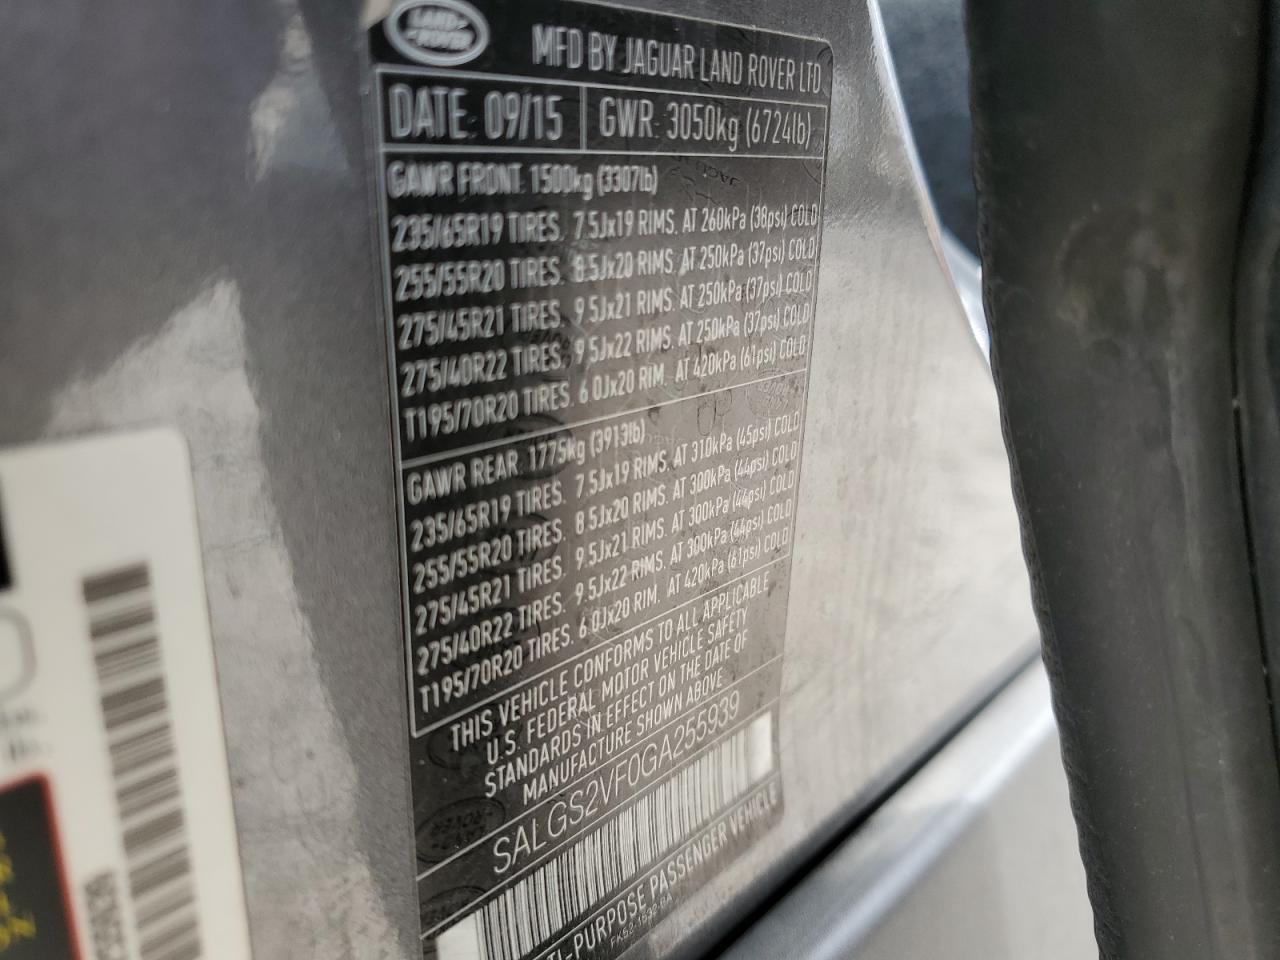 LAND
ROVER
MFD BY JAGUAR LAND ROVER LTD
DATE: 09/15 GWR: 3050kg (6724lb)
GAWR FRONT 1500kg (3307lb)
235/65R19 TIRES. 7.5Jx19 RIMS. AT 260kPa (38psi) COLD
255/55R20 TIRES. 8.5Jx20 RIMS. AT 250kPa (37psi) COLD
275/45R21 TIRES. 9.5Jx21 RIMS. AT 250kPa (37psi) COLD
275/40R22 TIRES. 9.5Jx22 RIMS. AT 250kPa (37psi) COLD
T195/70R20 TIRES. 6.0Jx20 RIM. AT 420kPa (61psi) COLD
GAWR REAR 1775kg (3913lb)
235/65R19 TIRES. 7.5Jx19 RIMS. AT 310kPa (45psi) COLD
255/55R20 TIRES. 8.5Jx20 RIMS. AT 300kPa (44psi) COLD
275/45R21 TIRES. 9.5Jx21 RIMS. AT 300kPa (44psi) COLD
275/40R22 TIRES. 9.5Jx22 RIMS. AT 300kPa (44psi) COLD
T195/70R20 TIRES. 6.0Jx20 RIM. AT 420kPa (61psi) COLD
THIS VEHICLE CONFORMS TO ALL APPLICABLE
U.S. FEDERAL MOTOR VEHICLE SAFETY
STANDARDS IN EFFECT ON THE DATE OF
MANUFACTURE SHOWN ABOVE
SALGS2VF0GA255939
TI-PURPOSE PASSENGER VEHICLE